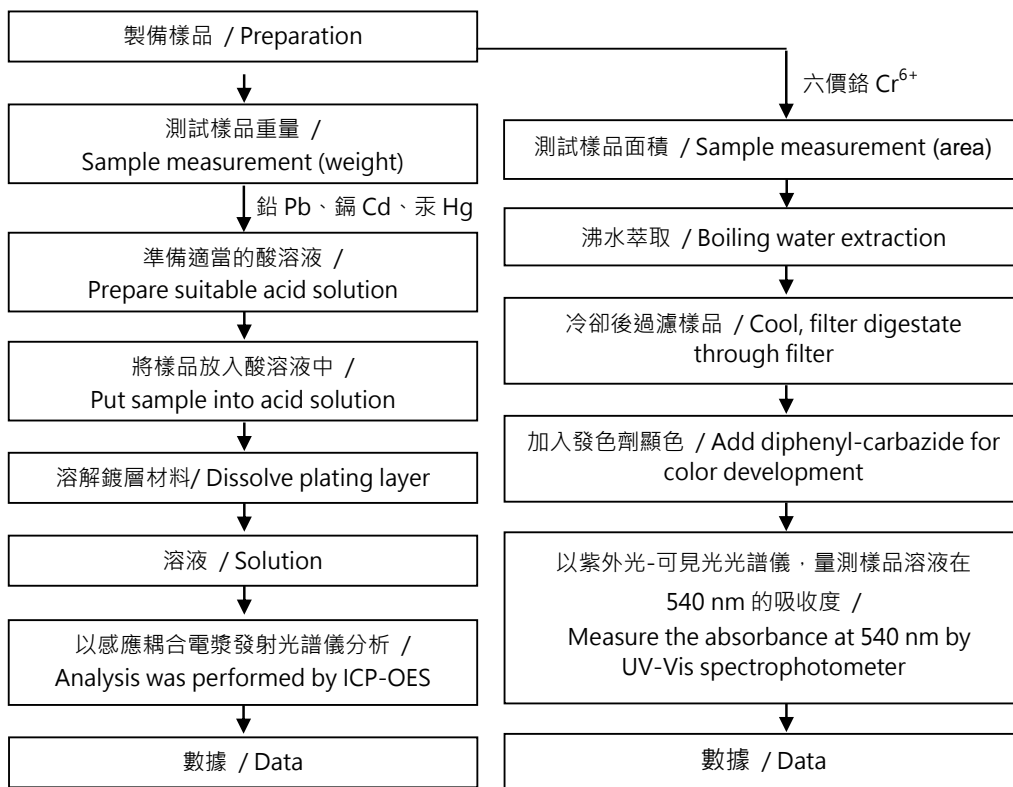 製備樣品 / Preparation
測試樣品重量 /
Sample measurement (weight)
鉛 Pb、鎘 Cd、汞 Hg
準備適當的酸溶液 /
Prepare suitable acid solution
將樣品放入酸溶液中 /
Put sample into acid solution
溶解鍍層材料/ Dissolve plating layer
溶液 / Solution
以感應耦合電漿發射光譜儀分析 /
Analysis was performed by ICP-OES
數據 / Data
六價鉻 Cr⁶⁺
測試樣品面積 / Sample measurement (area)
沸水萃取 / Boiling water extraction
冷卻後過濾樣品 / Cool, filter digestate
through filter
加入發色劑顯色 / Add diphenyl-carbazide for
color development
以紫外光-可見光光譜儀，量測樣品溶液在
540 nm 的吸收度 /
Measure the absorbance at 540 nm by
UV-Vis spectrophotometer
數據 / Data